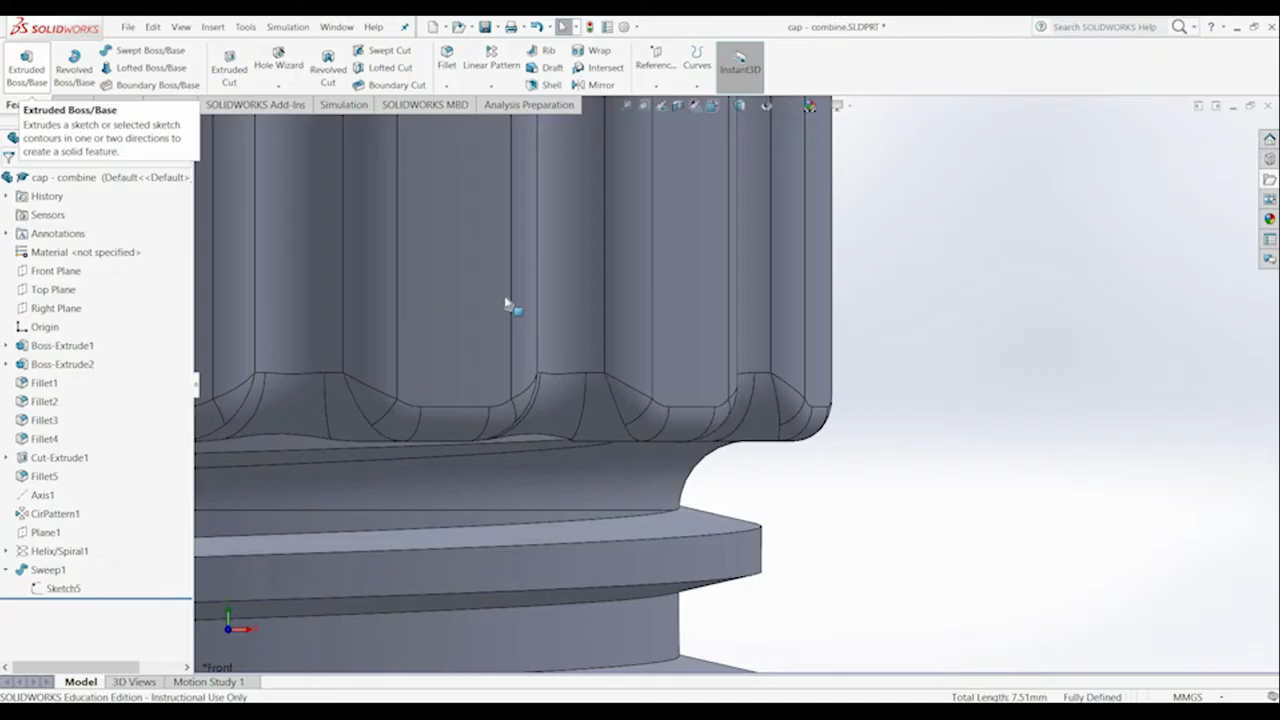 SOLIDWORKS File Edit View Insert Tools Simulation Window Help cap - combine.SLDPRT * Search SOLIDWORKS Help ?
Extruded Boss/Base
Revolved Boss/Base
Swept Boss/Base
Lofted Boss/Base
Boundary Boss/Base
Extruded Cut
Hole Wizard
Revolved Cut
Swept Cut
Lofted Cut
Boundary Cut
Fillet
Linear Pattern
Rib
Draft
Shell
Wrap
Intersect
Mirror
Referenc...
Curves
Instant3D
Fe
SOLIDWORKS Add-Ins Simulation SOLIDWORKS MBD Analysis Preparation
Extruded Boss/Base
Extrudes a sketch or selected sketch
contours in one or two directions to
create a solid feature.
cap - combine (Default<<Default>_
History
Sensors
Annotations
Material <not specified>
Front Plane
Top Plane
Right Plane
Origin
Boss-Extrude1
Boss-Extrude2
Fillet1
Fillet2
Fillet3
Fillet4
Cut-Extrude1
Fillet5
Axis1
CirPattern1
Plane1
Helix/Spiral1
Sweep1
Sketch5
*Front
Model 3D Views Motion Study 1
SOLIDWORKS Education Edition - Instructional Use Only Total Length: 7.51mm Fully Defined MMGS